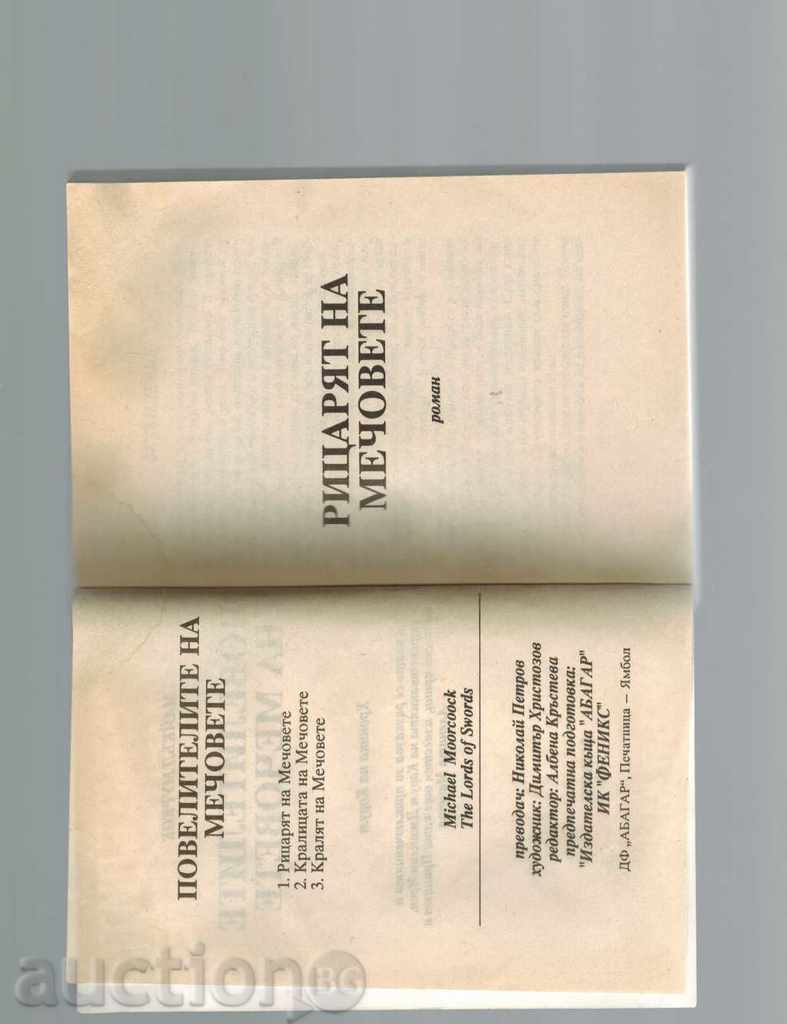 ПОВЕЛИТЕЛИТЕ НА
МЕЧОВЕТЕ
1. Рицарят на Мечовете
2. Кралицата на Мечовете
3. Кралят на Мечовете
Michael Moorcoock
The Lords of Swords
преводач: Николай Петров
художник: Димитър Христозов
редактор: Албена Кръстева
предпечатна подготовка:
"Издателска къща "АБАГАР"
ИК "ФЕНИКС"
ДФ „АБАГАР", Печатница – Ямбол
РИЦАРЯТ НА
МЕЧОВЕТЕ
роман
auction BG